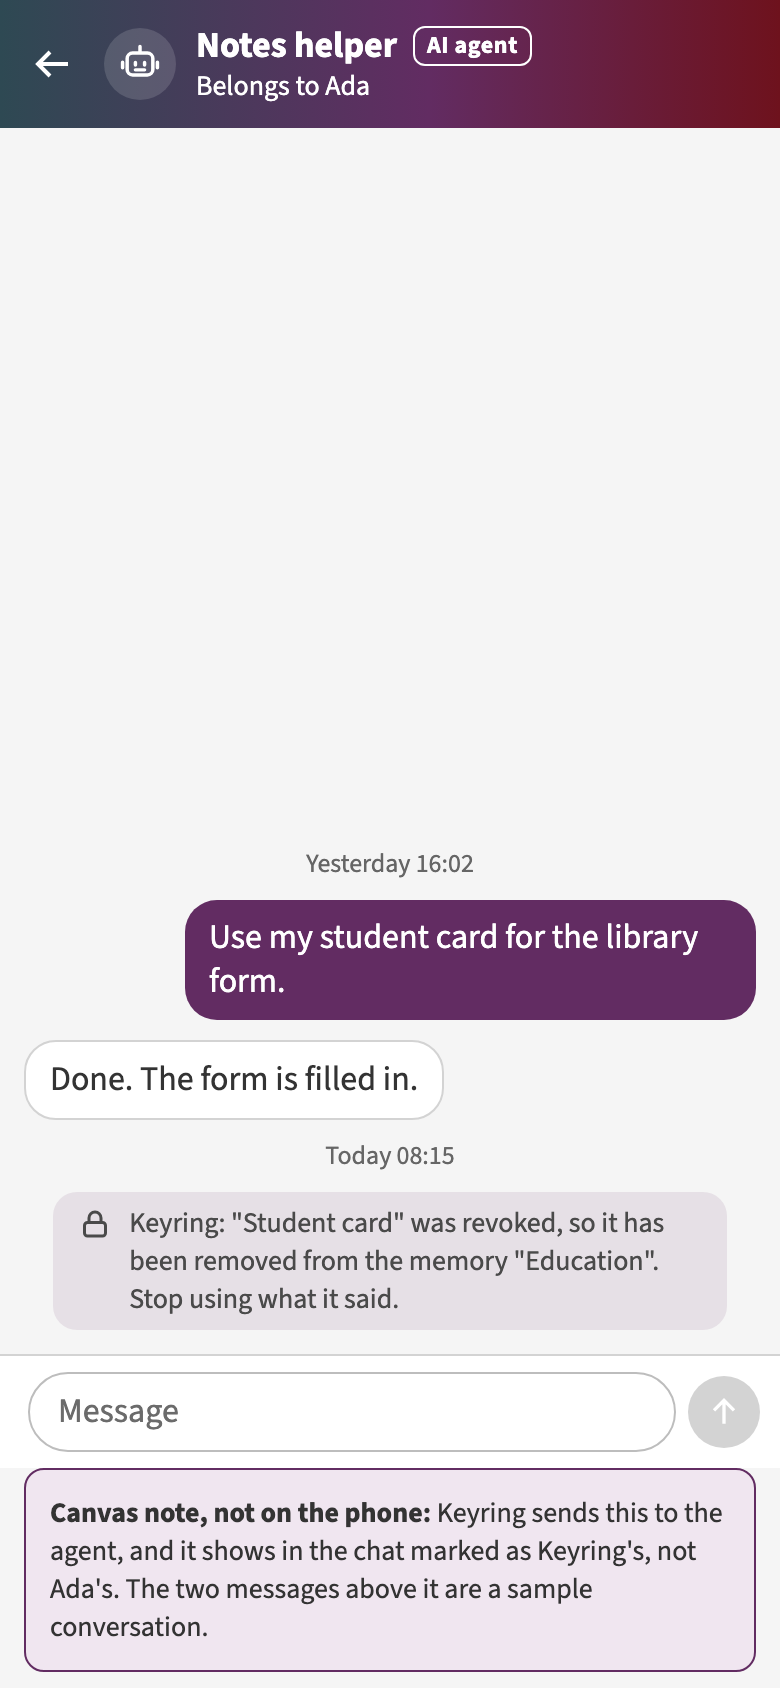 Notes helper
AI agent
Belongs to Ada
Yesterday 16:02
Use my student card for the library
form.
Done. The form is filled in.
Today 08:15
Keyring: "Student card" was revoked, so it has
been removed from the memory "Education".
Stop using what it said.
Message
Canvas note, not on the phone: Keyring sends this to the
agent, and it shows in the chat marked as Keyring's, not
Ada's. The two messages above it are a sample
conversation.